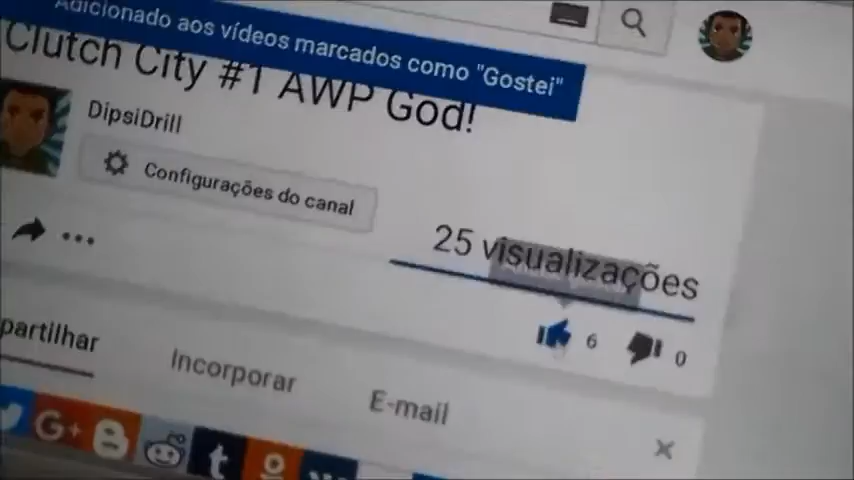 Adicionado aos vídeos marcados como "Gostei"
Clutch City #1 AWP God!
DipsiDrill
Configurações do canal
25 visualizações
6
0
partilhar
Incorporar
E-mail
G+
t